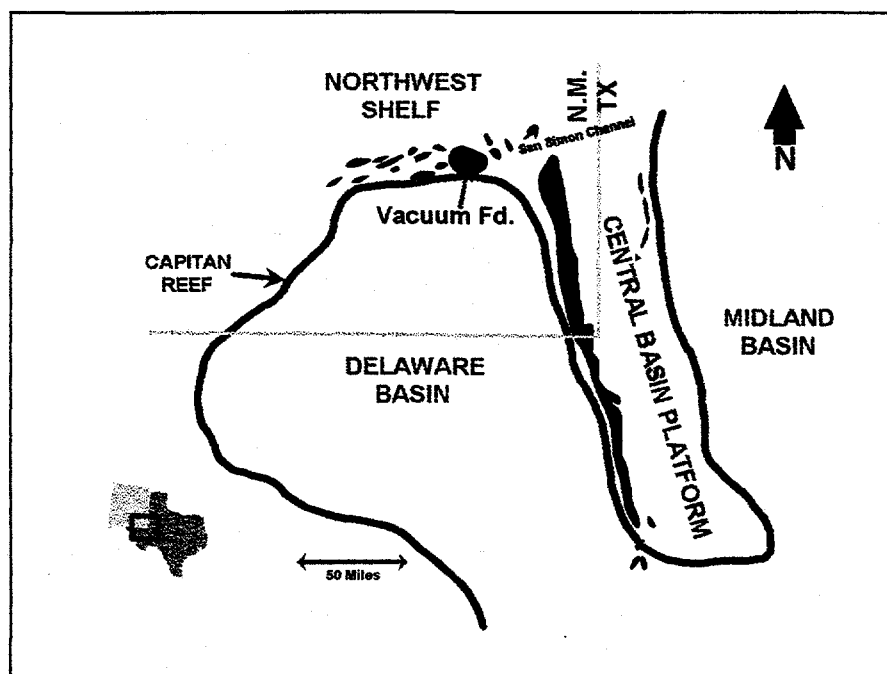 NORTHWEST
SHELF
N.M.
TX
San Simon Channel
N
Vacuum Fd.
CAPITAN
REEF
CENTRAL BASIN PLATFORM
MIDLAND
BASIN
DELAWARE
BASIN
50 Miles